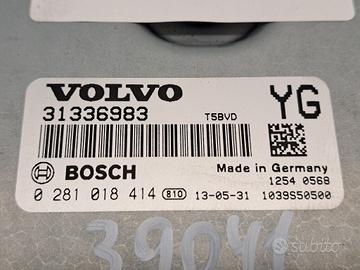 VOLVO
YG
31336983
T5BVD
BOSCH
Made in Germany
1254 0568
0 281 018 414 810 13-05-31 1039S50500
subito